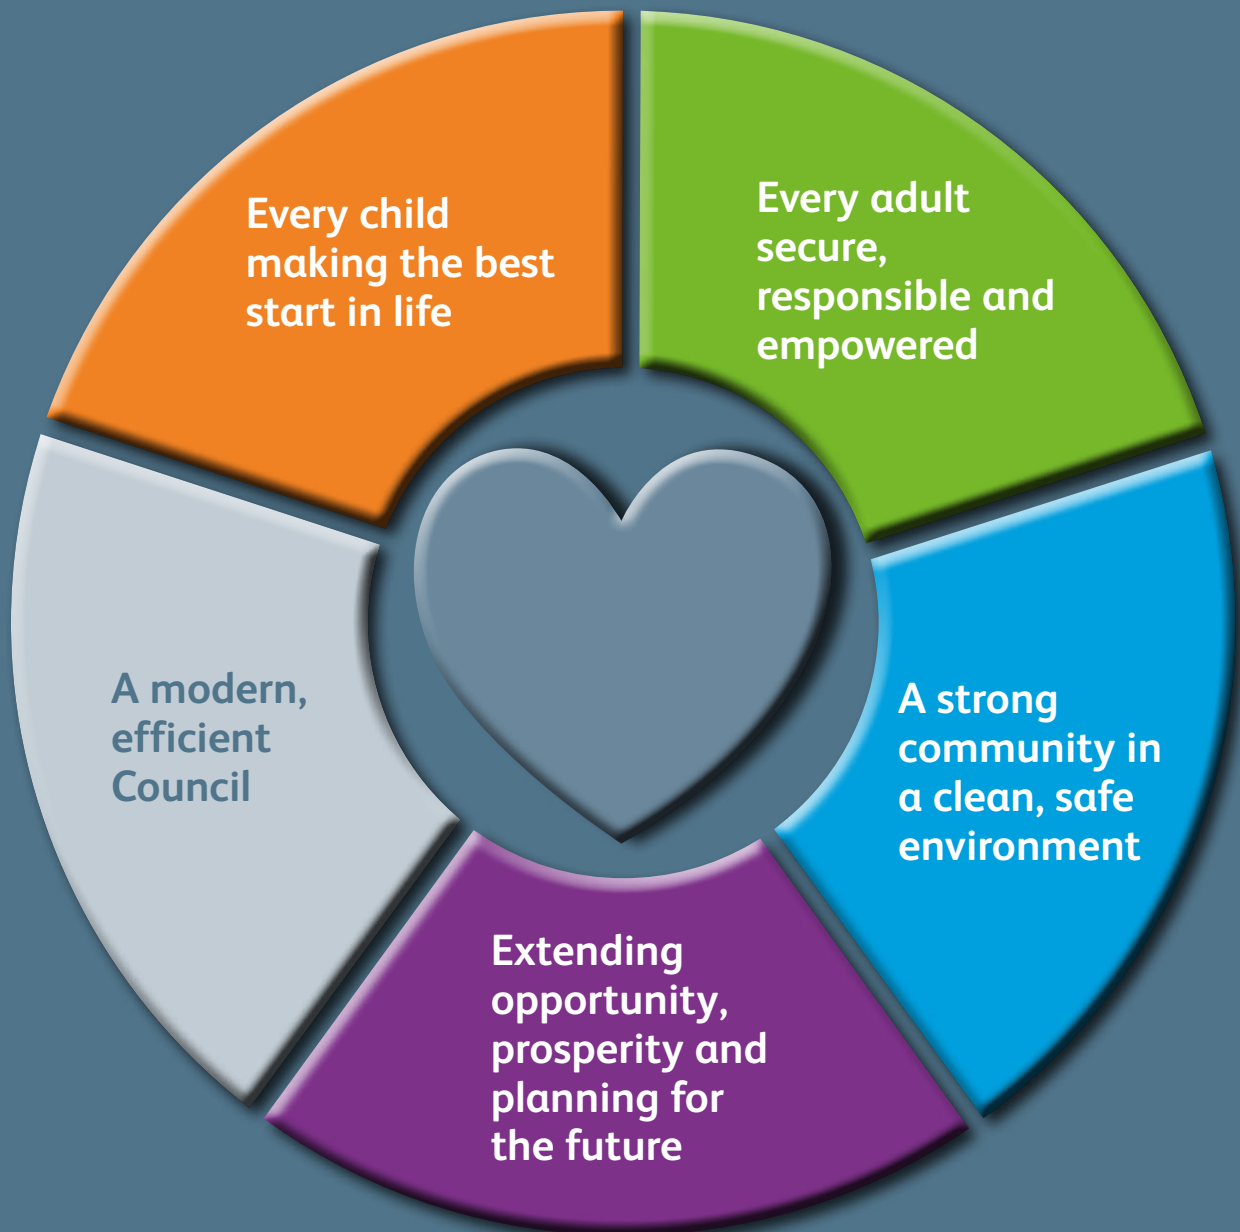 Every child
making the best
start in life
Every adult
secure,
responsible and
empowered
A strong
community in
a clean, safe
environment
Extending
opportunity,
prosperity and
planning for
the future
A modern,
efficient
Council